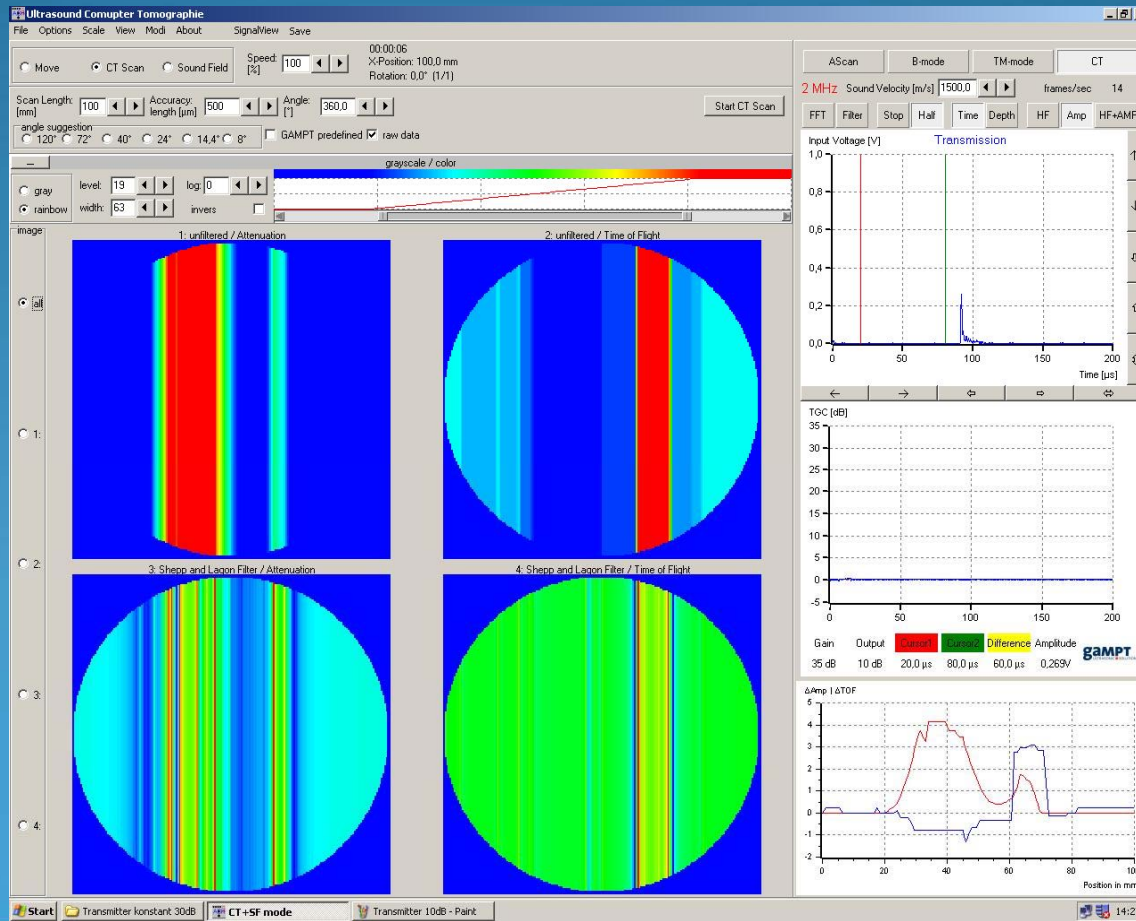 Ultrasound Comupter Tomographie
File Options Scale View Modi About SignalView Save
Move CT Scan Sound Field
Speed: [%] 100
00:00:06
X-Position: 100,0 mm
Rotation: 0,0° (1/1)
Scan Length: [mm] 100 Accuracy: length [µm] 500 Angle: [°] 360,0 Start CT Scan
angle suggestion
120° 72° 40° 24° 14,4° 8° GAMPT predefined raw data
grayscale / color
gray level: 19 log: 0
rainbow width: 63 invers
image
all
1:
2:
3:
4:
1: unfiltered / Attenuation
2: unfiltered / Time of Flight
3: Shepp and Lagon Filter / Attenuation
4: Shepp and Lagon Filter / Time of Flight
AScan B-mode TM-mode CT
2 MHz Sound Velocity [m/s] 1500,0 frames/sec 14
FFT Filter Stop Half Time Depth HF Amp HF+AMP
Input Voltage [V] Transmission
1,0
0,8
0,6
0,4
0,2
0,0
0 50 100 150 200
Time [µs]
TGC [dB]
35
30
25
20
15
10
5
0
-5
0 50 100 150 200
Gain Output Cursor1 Cursor2 Difference Amplitude
35 dB 10 dB 20,0 µs 80,0 µs 60,0 µs 0,269V
GAMPT
ΔAmp | ΔTOF
5
4
3
2
1
0
-1
-2
0 20 40 60 80 100
Position in mm
Start Transmitter konstant 30dB CT+SF mode Transmitter 10dB - Paint 14:2